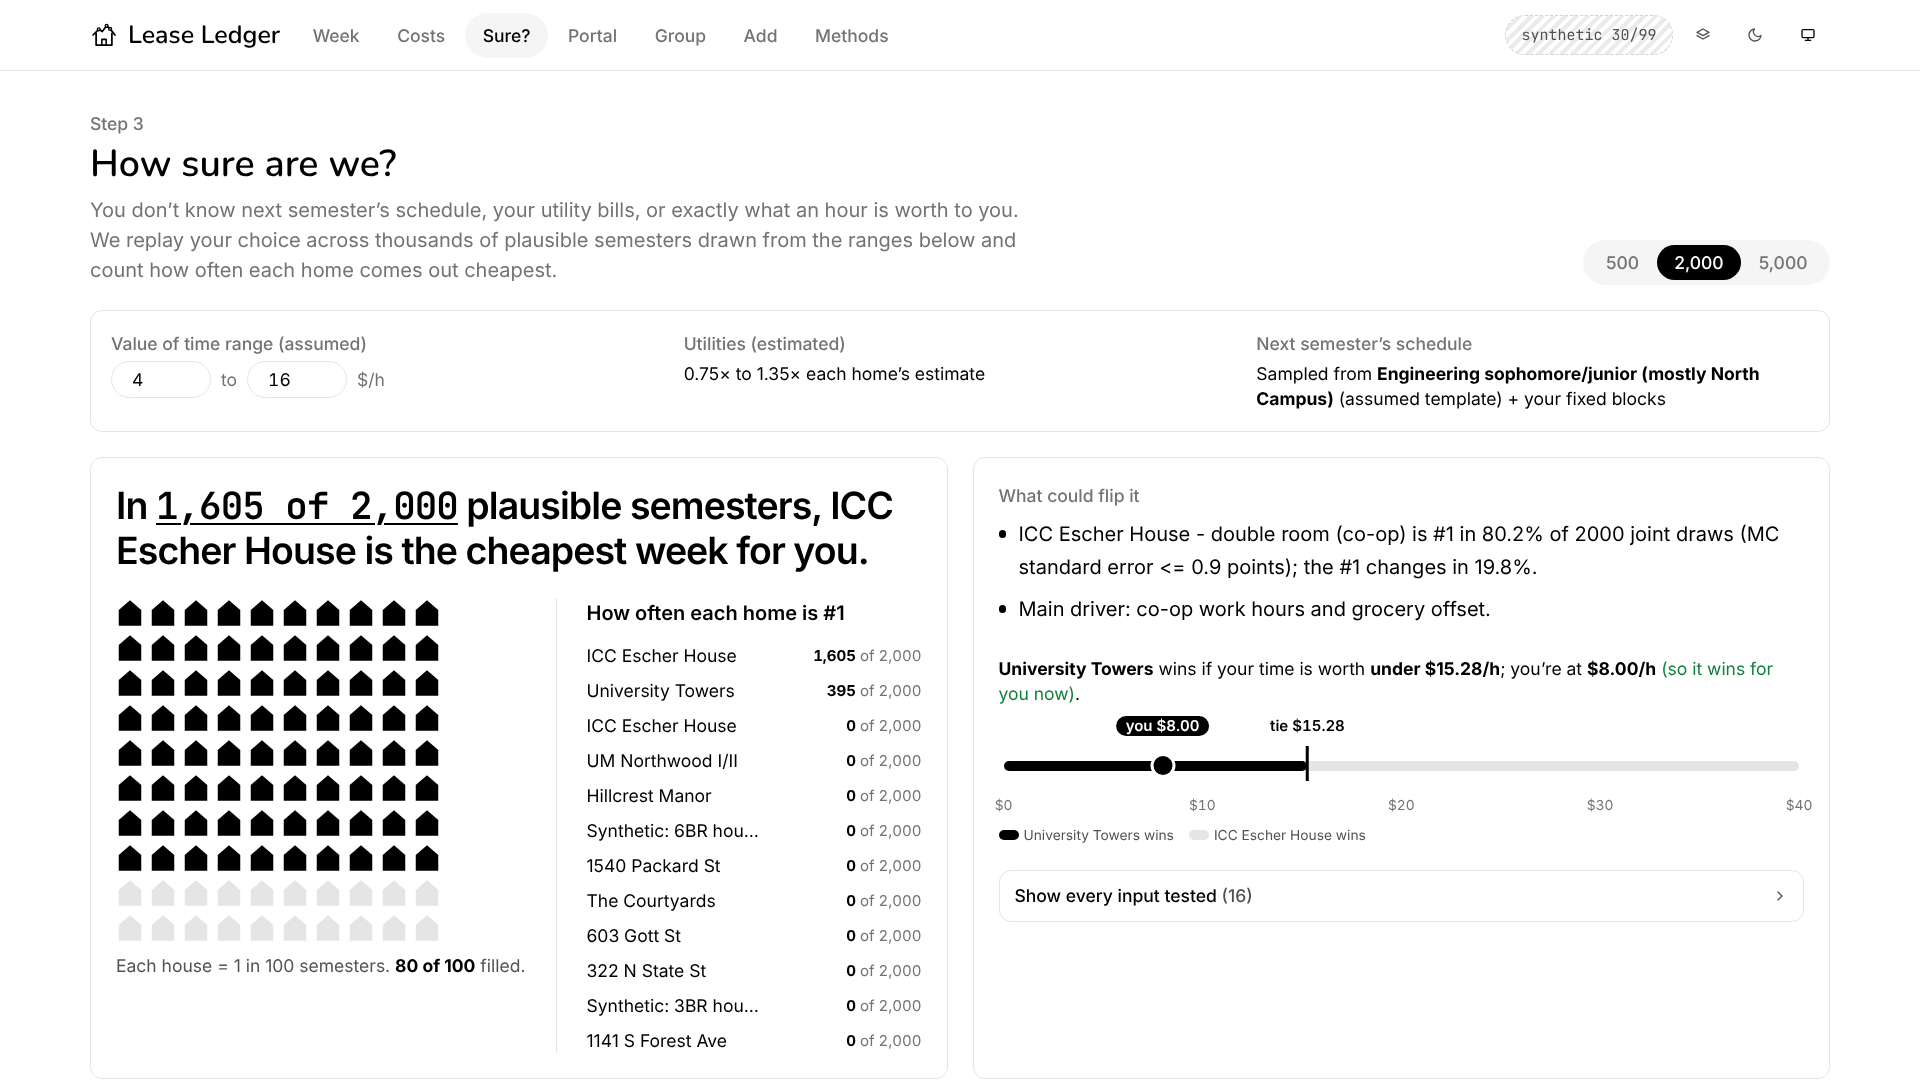 Lease Ledger
Week
Costs
Sure?
Portal
Group
Add
Methods
synthetic 30/99
Step 3
How sure are we?
You don’t know next semester’s schedule, your utility bills, or exactly what an hour is worth to you.
We replay your choice across thousands of plausible semesters drawn from the ranges below and
count how often each home comes out cheapest.
500
2,000
5,000
Value of time range (assumed)
4 to 16 $/h
Utilities (estimated)
0.75× to 1.35× each home’s estimate
Next semester’s schedule
Sampled from Engineering sophomore/junior (mostly North
Campus) (assumed template) + your fixed blocks
In 1,605 of 2,000 plausible semesters, ICC
Escher House is the cheapest week for you.
Each house = 1 in 100 semesters. 80 of 100 filled.
How often each home is #1
ICC Escher House 1,605 of 2,000
University Towers 395 of 2,000
ICC Escher House 0 of 2,000
UM Northwood I/II 0 of 2,000
Hillcrest Manor 0 of 2,000
Synthetic: 6BR hou... 0 of 2,000
1540 Packard St 0 of 2,000
The Courtyards 0 of 2,000
603 Gott St 0 of 2,000
322 N State St 0 of 2,000
Synthetic: 3BR hou... 0 of 2,000
1141 S Forest Ave 0 of 2,000
What could flip it
• ICC Escher House - double room (co-op) is #1 in 80.2% of 2000 joint draws (MC
standard error <= 0.9 points); the #1 changes in 19.8%.
• Main driver: co-op work hours and grocery offset.
University Towers wins if your time is worth under $15.28/h; you’re at $8.00/h (so it wins for
you now).
you $8.00
tie $15.28
$0 $10 $20 $30 $40
University Towers wins
ICC Escher House wins
Show every input tested (16)